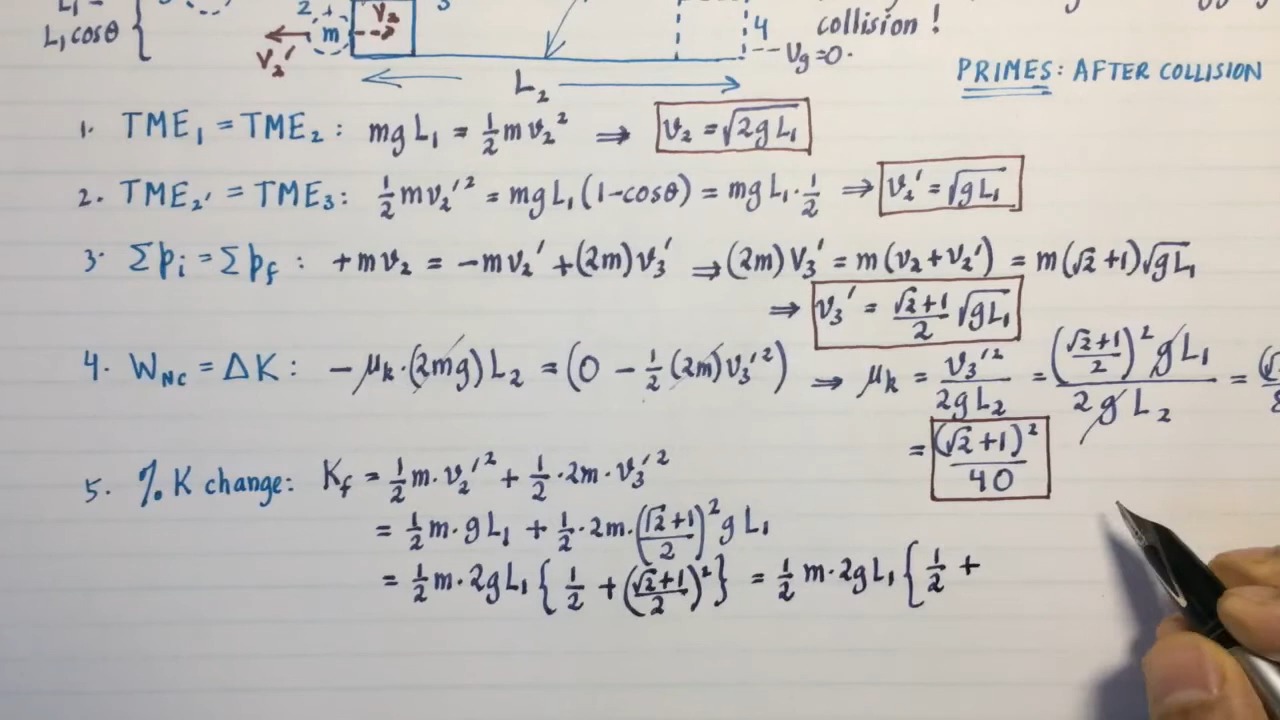 L₁cosθ
2 + m v₂ 3
v₂′
4
collision !
-- Vg=0.
L₂
PRIMES: AFTER COLLISION
1. TME₁ = TME₂ : mgL₁ = ½mv₂² ⇒ v₂ = √2gL₁
2. TME₂′ = TME₃: ½mv₂′² = mgL₁(1-cosθ) = mgL₁·½ ⇒ v₂′ = √gL₁
3. Σpᵢ = Σp_f : +mv₂ = -mv₂′ + (2m)v₃′ ⇒ (2m)V₃′ = m(v₂+v₂′) = m(√2+1)√gL₁
⇒ v₃′ = (√2+1)/2 √gL₁
4. W_NC = ΔK: -μk·(2mg)L₂ = (0 - ½(2m)v₃′²) ⇒ μk = v₃′²/2gL₂ = ((√2+1)/2)²gL₁/2gL₂ =
= (√2+1)²/40
5. % K change: K_f = ½m·v₂′² + ½·2m·v₃′²
= ½m·gL₁ + ½·2m·((√2+1)/2)²gL₁
= ½m·2gL₁{½ + ((√2+1)/2)²} = ½m·2gL₁{½ +